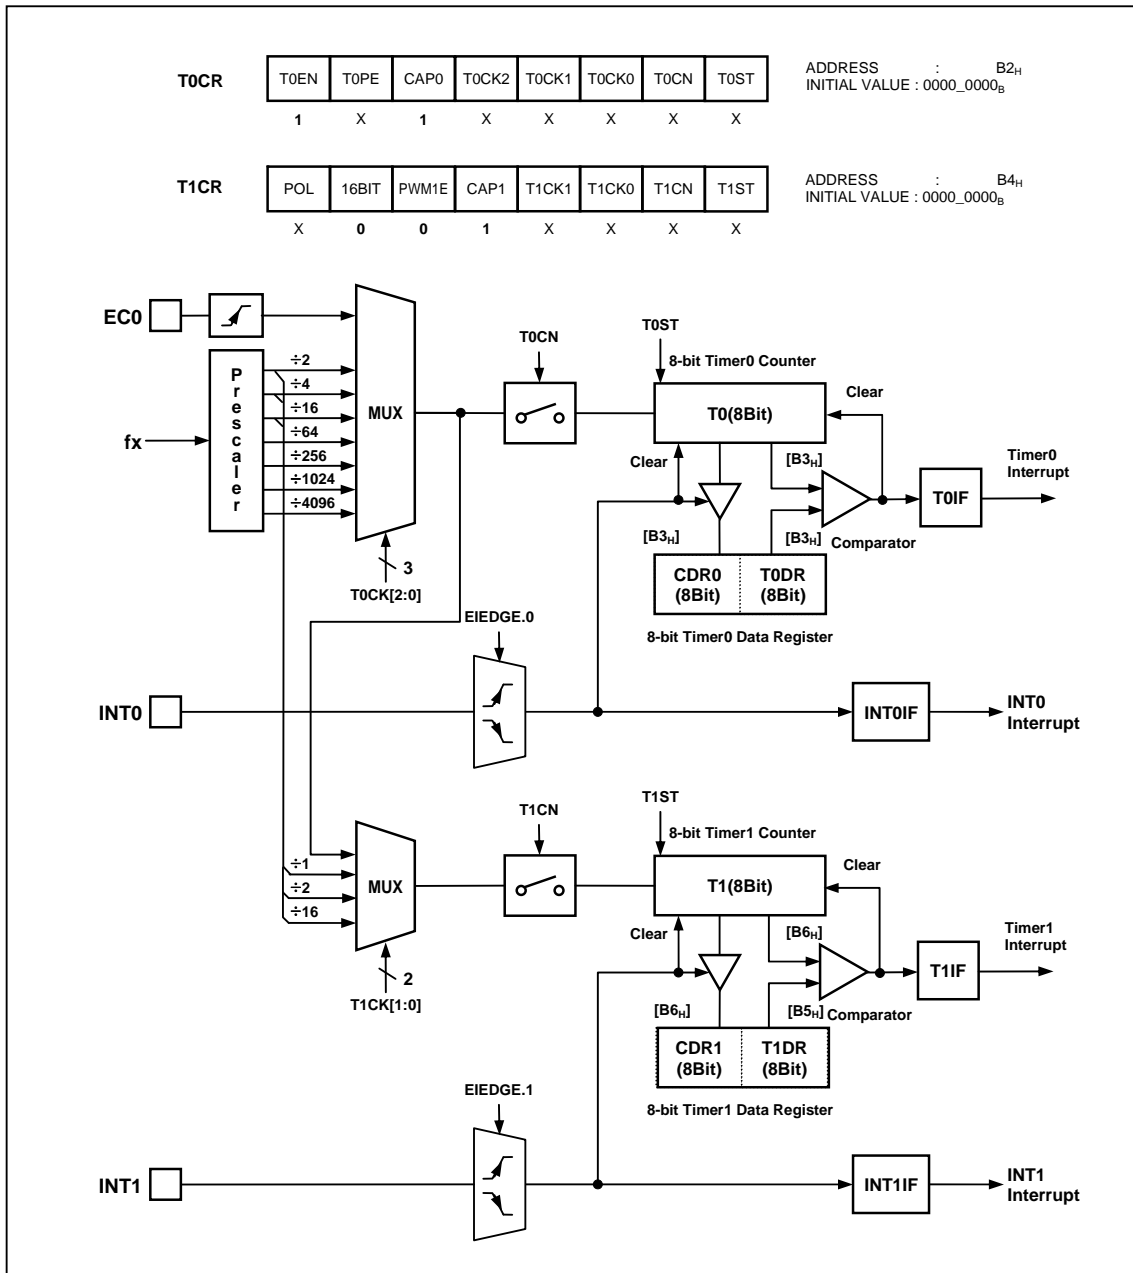 T0CR T0EN T0PE CAP0 T0CK2 T0CK1 T0CK0 T0CN T0ST ADDRESS : B2H
INITIAL VALUE : 0000_0000B
1 X 1 X X X X X
T1CR POL 16BIT PWM1E CAP1 T1CK1 T1CK0 T1CN T1ST ADDRESS : B4H
INITIAL VALUE : 0000_0000B
X 0 0 1 X X X X
EC0
fx
Prescaler
÷2
÷4
÷16
÷64
÷256
÷1024
÷4096
MUX
3
T0CK[2:0]
T0CN
T0ST
8-bit Timer0 Counter
T0(8Bit)
Clear
Clear
[B3H]
[B3H]
[B3H]
Comparator
T0IF
Timer0
Interrupt
CDR0
(8Bit)
T0DR
(8Bit)
8-bit Timer0 Data Register
EIEDGE.0
INT0
INT0IF
INT0
Interrupt
÷1
÷2
÷16
MUX
2
T1CK[1:0]
T1CN
T1ST
8-bit Timer1 Counter
T1(8Bit)
Clear
Clear
[B6H]
[B6H]
[B5H]
Comparator
T1IF
Timer1
Interrupt
CDR1
(8Bit)
T1DR
(8Bit)
8-bit Timer1 Data Register
EIEDGE.1
INT1
INT1IF
INT1
Interrupt